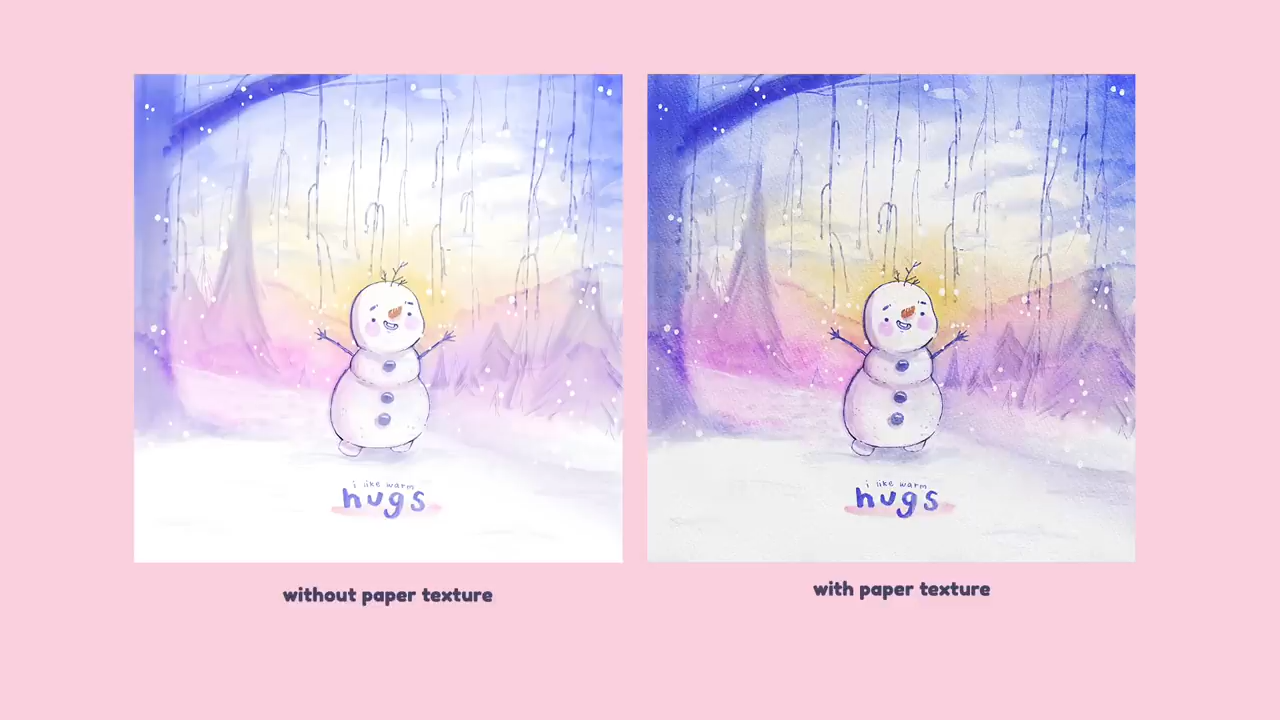 i like warm
hugs
i like warm
hugs
without paper texture
with paper texture